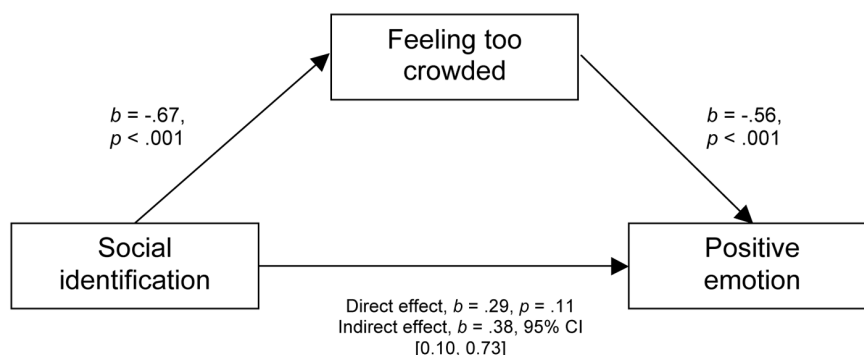 Feeling too
crowded
b = -.67,
p < .001
b = -.56,
p < .001
Social
identification
Positive
emotion
Direct effect, b = .29, p = .11
Indirect effect, b = .38, 95% CI
[0.10, 0.73]